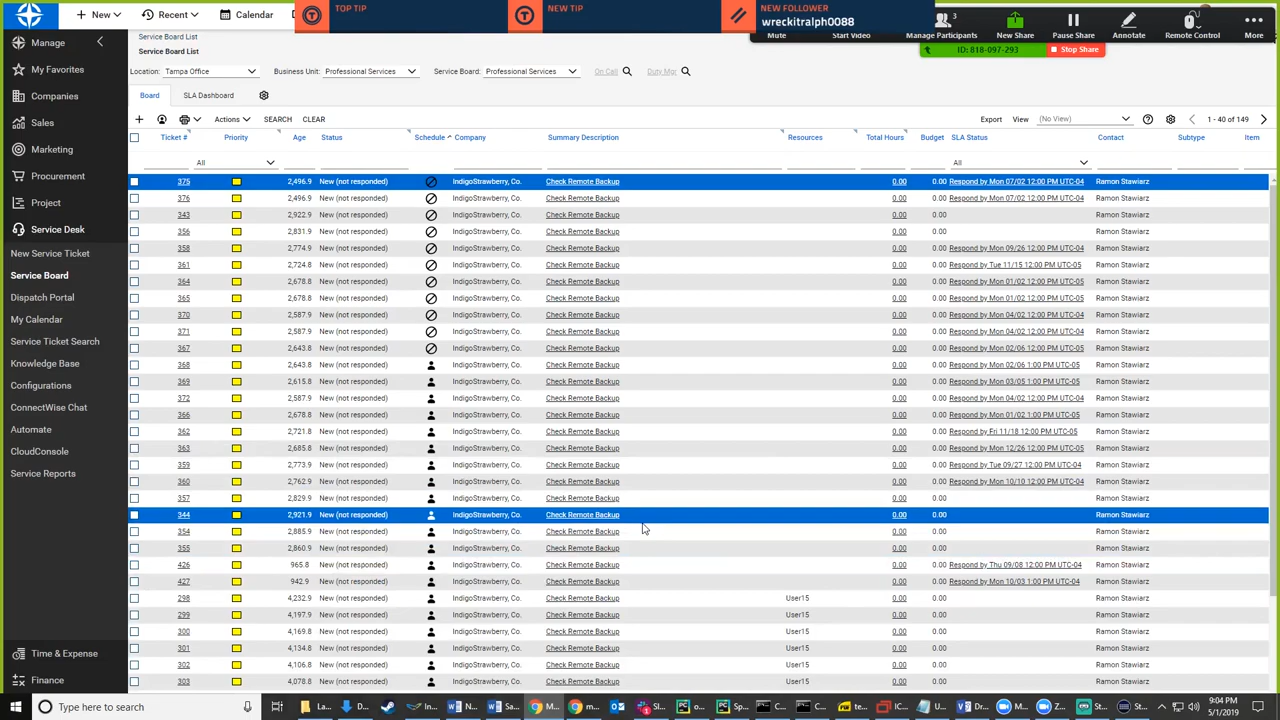 New
Recent
Calendar
TOP TIP
NEW TIP
NEW FOLLOWER
wreckitralph0088
3
Mute
Start Video
Manage Participants
New Share
Pause Share
Annotate
Remote Control
More
ID: 818-097-293
Stop Share
Manage
My Favorites
Companies
Sales
Marketing
Procurement
Project
Service Desk
New Service Ticket
Service Board
Dispatch Portal
My Calendar
Service Ticket Search
Knowledge Base
Configurations
ConnectWise Chat
Automate
CloudConsole
Service Reports
Time & Expense
Finance
Service Board List
Service Board List
Location: Tampa Office Business Unit: Professional Services Service Board: Professional Services On Call Duty Mgr
Board SLA Dashboard
Actions SEARCH CLEAR Export View (No View) 1 - 40 of 149
Ticket # Priority Age Status Schedule Company Summary Description Resources Total Hours Budget SLA Status Contact Subtype Item
All All
375 2,496.9 New (not responded) IndigoStrawberry, Co. Check Remote Backup 0.00 0.00 Respond by Mon 07/02 12:00 PM UTC-04 Ramon Stawiarz
376 2,496.9 New (not responded) IndigoStrawberry, Co. Check Remote Backup 0.00 0.00 Respond by Mon 07/02 12:00 PM UTC-04 Ramon Stawiarz
343 2,922.9 New (not responded) IndigoStrawberry, Co. Check Remote Backup 0.00 0.00 Ramon Stawiarz
356 2,831.9 New (not responded) IndigoStrawberry, Co. Check Remote Backup 0.00 0.00 Ramon Stawiarz
358 2,774.9 New (not responded) IndigoStrawberry, Co. Check Remote Backup 0.00 0.00 Respond by Mon 09/26 12:00 PM UTC-04 Ramon Stawiarz
361 2,724.8 New (not responded) IndigoStrawberry, Co. Check Remote Backup 0.00 0.00 Respond by Tue 11/15 12:00 PM UTC-05 Ramon Stawiarz
364 2,678.8 New (not responded) IndigoStrawberry, Co. Check Remote Backup 0.00 0.00 Respond by Mon 01/02 12:00 PM UTC-05 Ramon Stawiarz
365 2,678.8 New (not responded) IndigoStrawberry, Co. Check Remote Backup 0.00 0.00 Respond by Mon 01/02 12:00 PM UTC-05 Ramon Stawiarz
370 2,587.9 New (not responded) IndigoStrawberry, Co. Check Remote Backup 0.00 0.00 Respond by Mon 04/02 12:00 PM UTC-04 Ramon Stawiarz
371 2,587.9 New (not responded) IndigoStrawberry, Co. Check Remote Backup 0.00 0.00 Respond by Mon 04/02 12:00 PM UTC-04 Ramon Stawiarz
367 2,643.8 New (not responded) IndigoStrawberry, Co. Check Remote Backup 0.00 0.00 Respond by Mon 02/06 12:00 PM UTC-05 Ramon Stawiarz
368 2,643.8 New (not responded) IndigoStrawberry, Co. Check Remote Backup 0.00 0.00 Respond by Mon 02/06 1:00 PM UTC-05 Ramon Stawiarz
369 2,615.8 New (not responded) IndigoStrawberry, Co. Check Remote Backup 0.00 0.00 Respond by Mon 03/05 1:00 PM UTC-05 Ramon Stawiarz
372 2,587.9 New (not responded) IndigoStrawberry, Co. Check Remote Backup 0.00 0.00 Respond by Mon 04/02 12:00 PM UTC-04 Ramon Stawiarz
366 2,678.8 New (not responded) IndigoStrawberry, Co. Check Remote Backup 0.00 0.00 Respond by Mon 01/02 1:00 PM UTC-05 Ramon Stawiarz
362 2,721.8 New (not responded) IndigoStrawberry, Co. Check Remote Backup 0.00 0.00 Respond by Fri 11/18 12:00 PM UTC-05 Ramon Stawiarz
363 2,685.8 New (not responded) IndigoStrawberry, Co. Check Remote Backup 0.00 0.00 Respond by Mon 12/26 12:00 PM UTC-05 Ramon Stawiarz
359 2,773.9 New (not responded) IndigoStrawberry, Co. Check Remote Backup 0.00 0.00 Respond by Tue 09/27 12:00 PM UTC-04 Ramon Stawiarz
360 2,762.9 New (not responded) IndigoStrawberry, Co. Check Remote Backup 0.00 0.00 Respond by Mon 10/10 12:00 PM UTC-04 Ramon Stawiarz
357 2,829.9 New (not responded) IndigoStrawberry, Co. Check Remote Backup 0.00 0.00 Ramon Stawiarz
344 2,921.9 New (not responded) IndigoStrawberry, Co. Check Remote Backup 0.00 0.00 Ramon Stawiarz
354 2,885.9 New (not responded) IndigoStrawberry, Co. Check Remote Backup 0.00 0.00 Ramon Stawiarz
355 2,860.9 New (not responded) IndigoStrawberry, Co. Check Remote Backup 0.00 0.00 Ramon Stawiarz
426 965.8 New (not responded) IndigoStrawberry, Co. Check Remote Backup 0.00 0.00 Respond by Thu 09/08 12:00 PM UTC-04 Ramon Stawiarz
427 942.9 New (not responded) IndigoStrawberry, Co. Check Remote Backup 0.00 0.00 Respond by Mon 10/03 1:00 PM UTC-04 Ramon Stawiarz
298 4,232.9 New (not responded) IndigoStrawberry, Co. Check Remote Backup User15 0.00 0.00 Ramon Stawiarz
299 4,197.9 New (not responded) IndigoStrawberry, Co. Check Remote Backup User15 0.00 0.00 Ramon Stawiarz
300 4,169.8 New (not responded) IndigoStrawberry, Co. Check Remote Backup User15 0.00 0.00 Ramon Stawiarz
301 4,134.8 New (not responded) IndigoStrawberry, Co. Check Remote Backup User15 0.00 0.00 Ramon Stawiarz
302 4,106.8 New (not responded) IndigoStrawberry, Co. Check Remote Backup User15 0.00 0.00 Ramon Stawiarz
303 4,078.8 New (not responded) IndigoStrawberry, Co. Check Remote Backup User15 0.00 0.00 Ramon Stawiarz
Type here to search
La...
D...
In...
N...
Sa...
M...
m...
Sl...
o...
Sp...
C...
C...
te...
IC...
U...
Dr...
M...
Z...
St...
St...
9:04 PM
5/1/2019